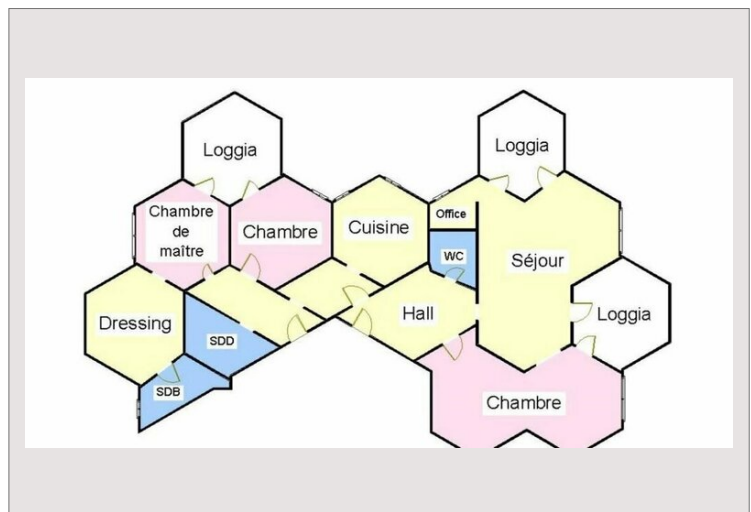 Loggia
Loggia
Chambre
de
maître
Chambre
Cuisine
Office
WC
Séjour
Dressing
SDD
Hall
Loggia
SDB
Chambre